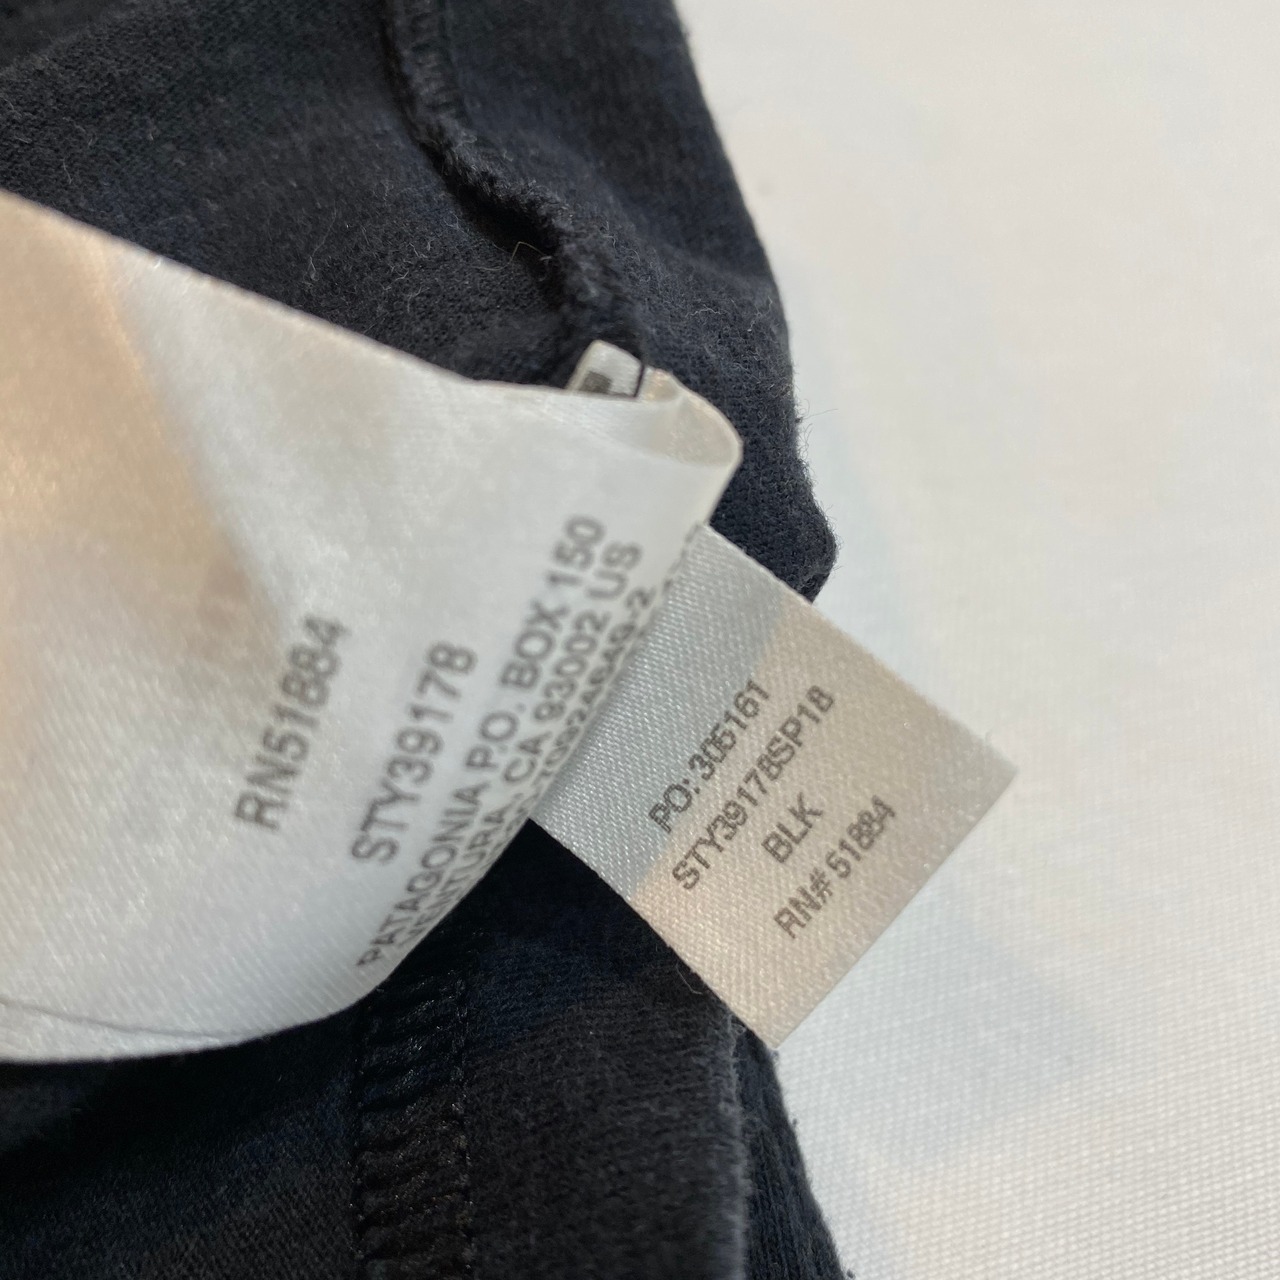 RN51884
STY39178
PATAGONIA P.O. BOX 150
VENTURA, CA 93002 US
PO: 305161
STY39178SP18
BLK
RN# 51884